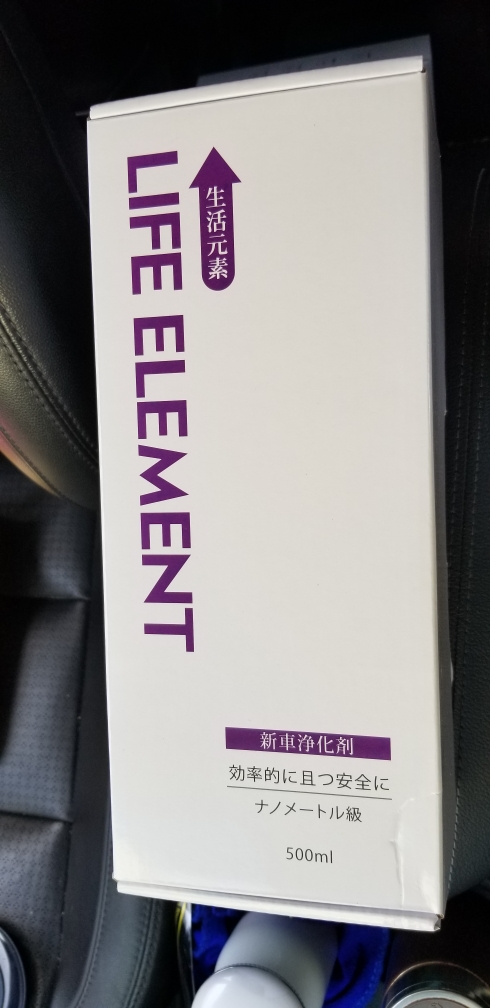 LIFE ELEMENT
生活元素
新車浄化剤
効率的に且つ安全に
ナノメートル級
500ml